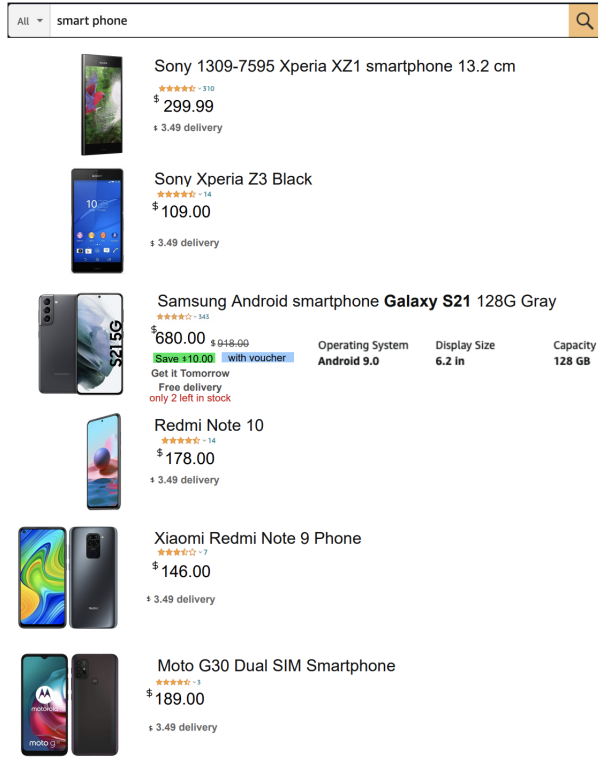 All smart phone
Sony 1309-7595 Xperia XZ1 smartphone 13.2 cm
- 310
$ 299.99
$ 3.49 delivery
Sony Xperia Z3 Black
- 14
$ 109.00
$ 3.49 delivery
Samsung Android smartphone Galaxy S21 128G Gray
- 343
$ 680.00 $ 918.00
Save $10.00 with voucher
Get it Tomorrow
Free delivery
only 2 left in stock
Operating System Display Size Capacity
Android 9.0 6.2 in 128 GB
S21 5G
Redmi Note 10
- 14
$ 178.00
$ 3.49 delivery
Xiaomi Redmi Note 9 Phone
- 7
$ 146.00
$ 3.49 delivery
Redmi
Moto G30 Dual SIM Smartphone
- 3
$ 189.00
$ 3.49 delivery
motorola